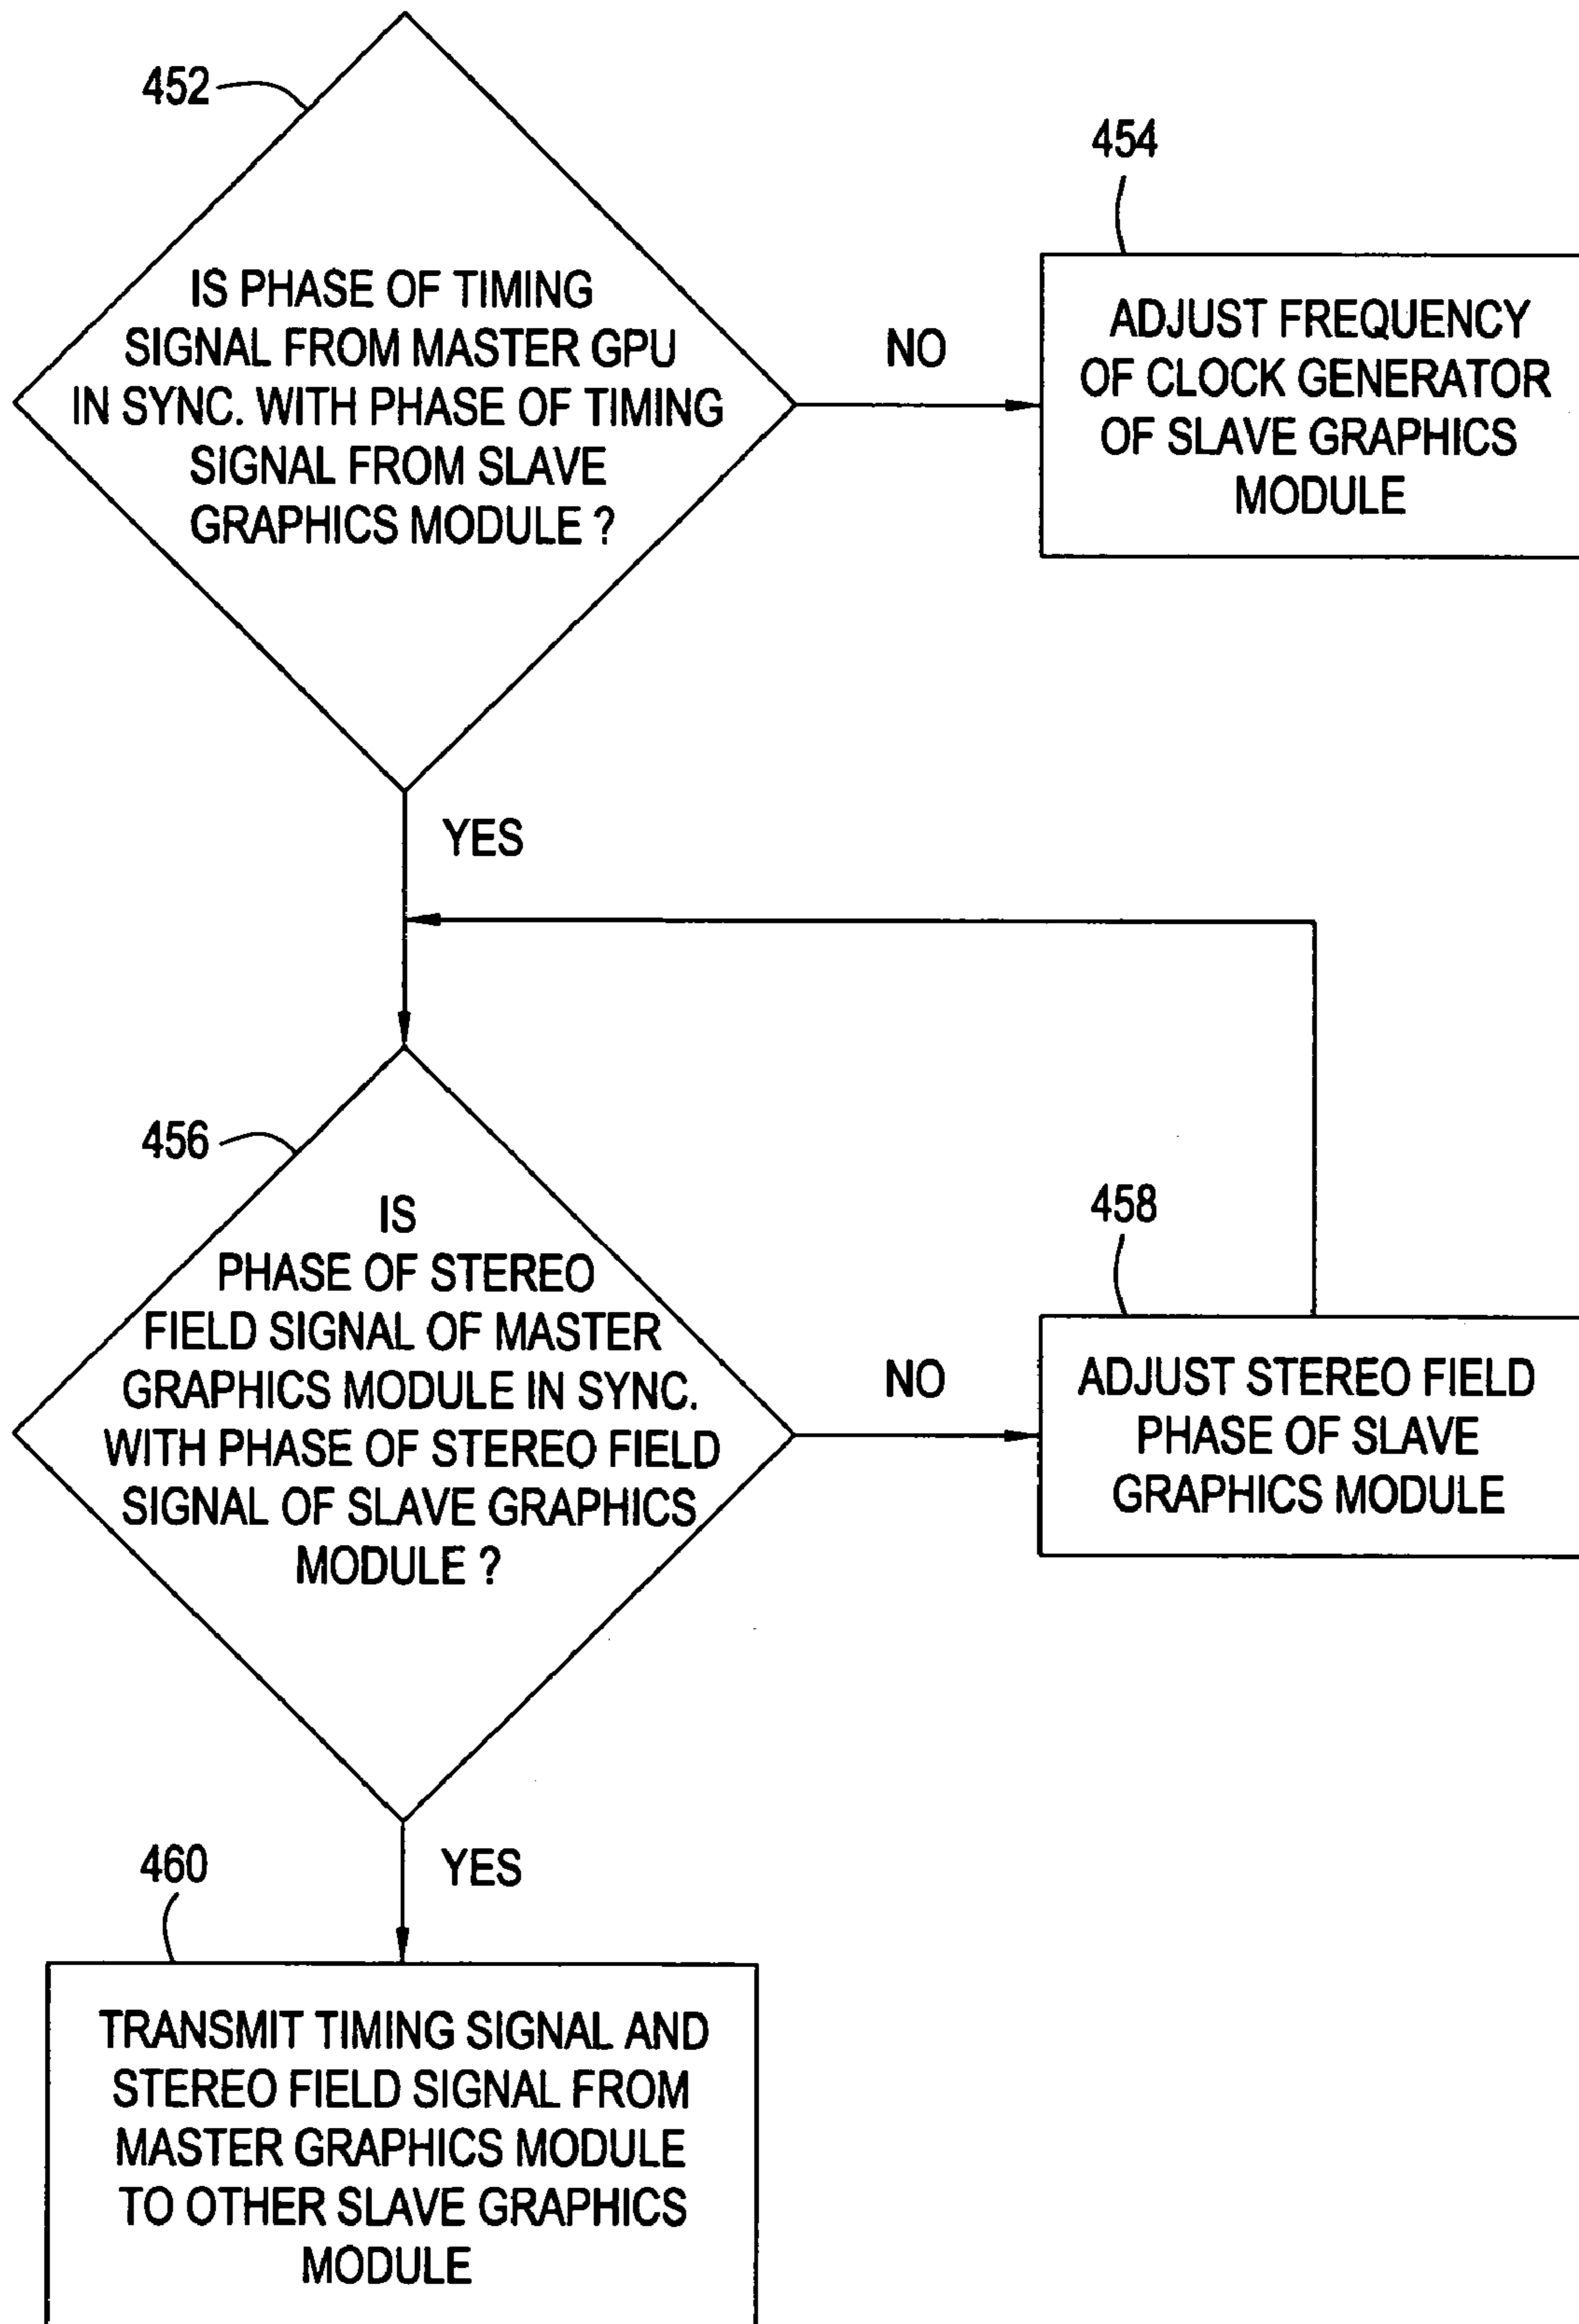 452
IS PHASE OF TIMING
SIGNAL FROM MASTER GPU
IN SYNC. WITH PHASE OF TIMING
SIGNAL FROM SLAVE
GRAPHICS MODULE ?
NO
454
ADJUST FREQUENCY
OF CLOCK GENERATOR
OF SLAVE GRAPHICS
MODULE
YES
456
IS
PHASE OF STEREO
FIELD SIGNAL OF MASTER
GRAPHICS MODULE IN SYNC.
WITH PHASE OF STEREO FIELD
SIGNAL OF SLAVE GRAPHICS
MODULE ?
NO
458
ADJUST STEREO FIELD
PHASE OF SLAVE
GRAPHICS MODULE
YES
460
TRANSMIT TIMING SIGNAL AND
STEREO FIELD SIGNAL FROM
MASTER GRAPHICS MODULE
TO OTHER SLAVE GRAPHICS
MODULE